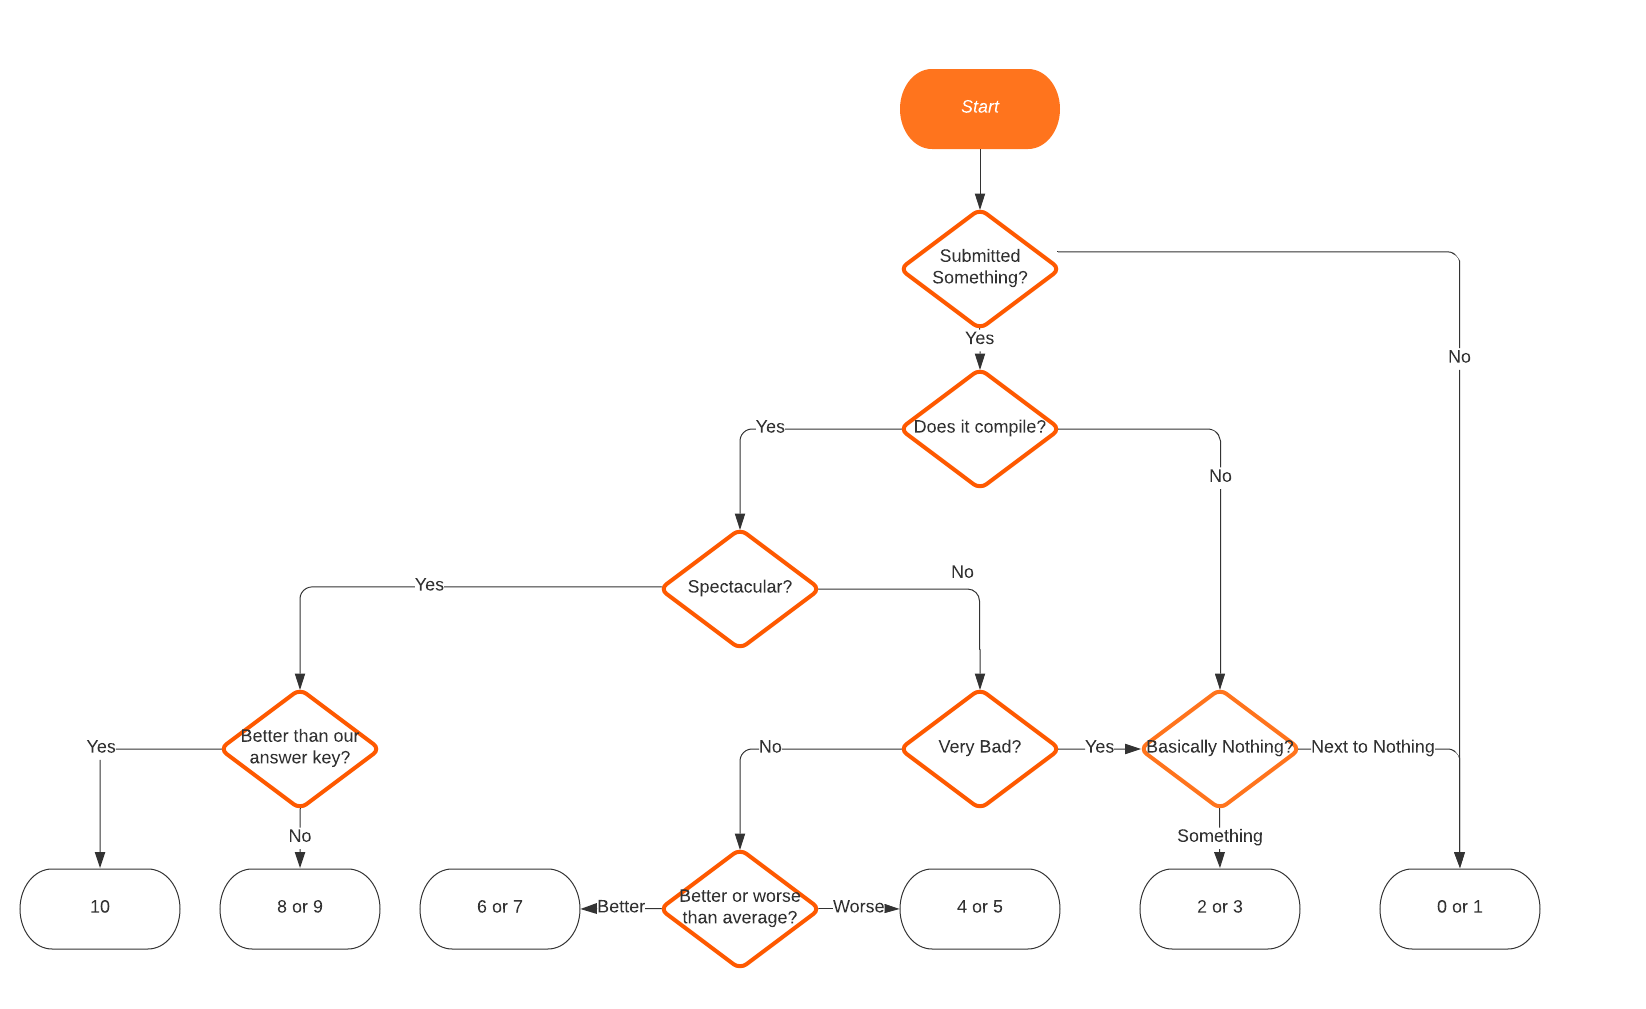 Start
Submitted
Something?
Yes
No
Does it compile?
Yes
No
Spectacular?
Yes
No
Better than our
answer key?
Yes
No
Very Bad?
No
Yes
Basically Nothing?
Next to Nothing
Something
Better or worse
than average?
Better
Worse
10
8 or 9
6 or 7
4 or 5
2 or 3
0 or 1